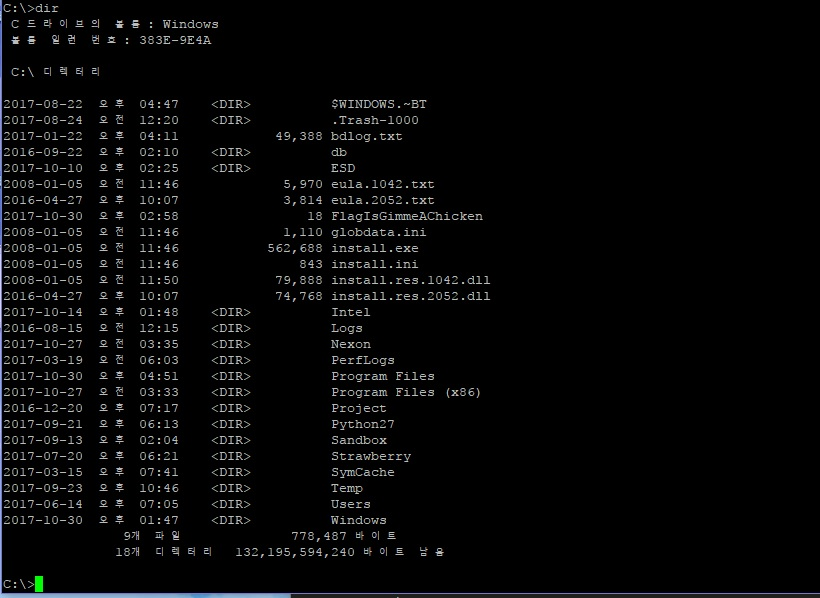 C:\>dir
C 드라이브의 볼륨: Windows
볼륨 일련 번호: 383E-9E4A
C:\ 디렉터리
2017-08-22 오후 04:47 <DIR> $WINDOWS.~BT
2017-08-24 오전 12:20 <DIR> .Trash-1000
2017-01-22 오후 04:11 49,388 bdlog.txt
2016-09-22 오후 02:10 <DIR> db
2017-10-10 오후 02:25 <DIR> ESD
2008-01-05 오전 11:46 5,970 eula.1042.txt
2016-04-27 오후 10:07 3,814 eula.2052.txt
2017-10-30 오후 02:58 18 FlagIsGimmeAChicken
2008-01-05 오전 11:46 1,110 globdata.ini
2008-01-05 오전 11:46 562,688 install.exe
2008-01-05 오전 11:46 843 install.ini
2008-01-05 오전 11:50 79,888 install.res.1042.dll
2016-04-27 오후 10:07 74,768 install.res.2052.dll
2017-10-14 오후 01:48 <DIR> Intel
2016-08-15 오전 12:15 <DIR> Logs
2017-10-27 오전 03:35 <DIR> Nexon
2017-03-19 오전 06:03 <DIR> PerfLogs
2017-10-30 오후 04:51 <DIR> Program Files
2017-10-27 오전 03:33 <DIR> Program Files (x86)
2016-12-20 오후 07:17 <DIR> Project
2017-09-21 오후 06:13 <DIR> Python27
2017-09-13 오후 02:04 <DIR> Sandbox
2017-07-20 오후 06:21 <DIR> Strawberry
2017-03-15 오후 07:41 <DIR> SymCache
2017-09-23 오후 10:46 <DIR> Temp
2017-06-14 오후 07:05 <DIR> Users
2017-10-30 오후 01:47 <DIR> Windows
9개 파일 778,487 바이트
18개 디렉터리 132,195,594,240 바이트 남음
C:\>